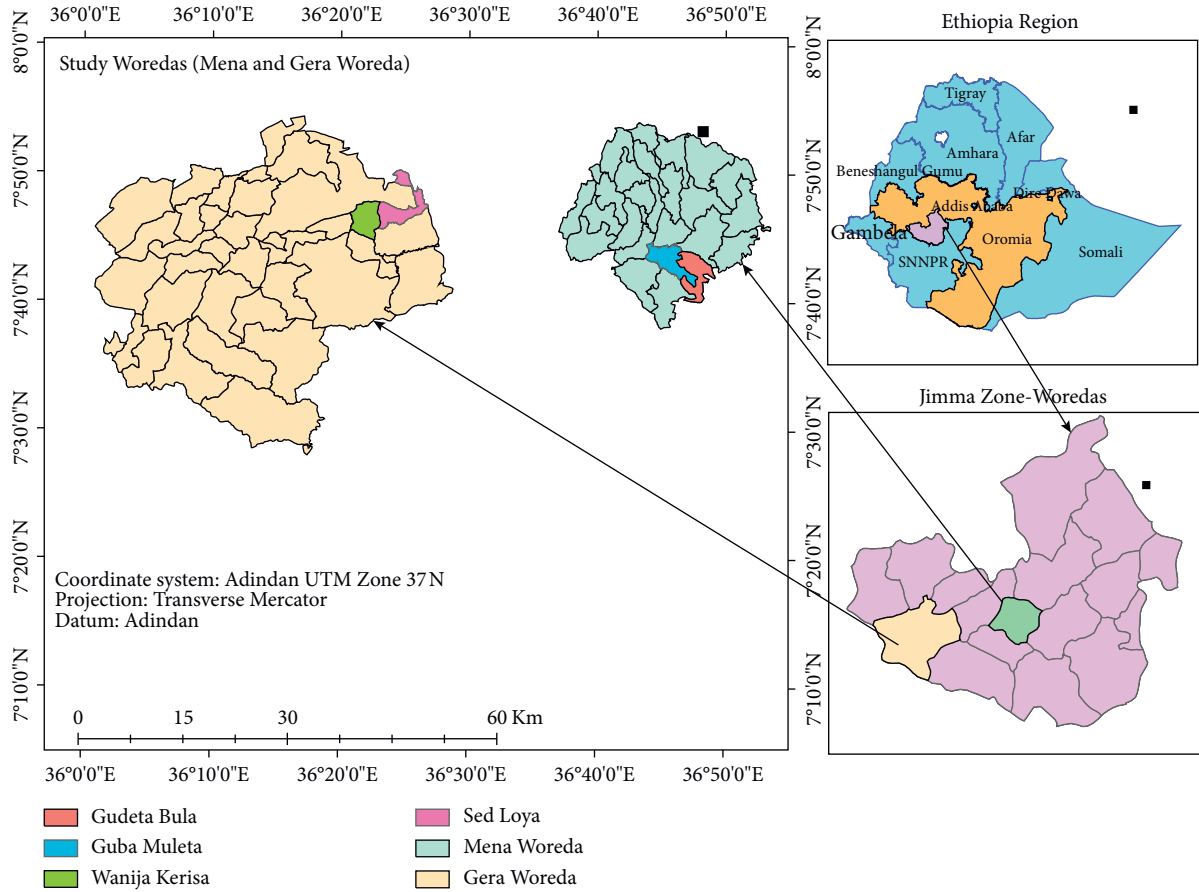 36°0'0"E
36°10'0"E
36°20'0"E
36°30'0"E
36°40'0"E
36°50'0"E
Study Woredas (Mena and Gera Woreda)
8°0'0"N
7°50'0"N
7°40'0"N
7°30'0"N
7°20'0"N
7°10'0"N
8°0'0"N
7°50'0"N
7°40'0"N
7°30'0"N
7°20'0"N
7°10'0"N
Coordinate system: Adindan UTM Zone 37 N
Projection: Transverse Mercator
Datum: Adindan
0 15 30 60 Km
36°0'0"E
36°10'0"E
36°20'0"E
36°30'0"E
36°40'0"E
36°50'0"E
Ethiopia Region
Tigray
Afar
Amhara
Beneshangul Gumu
Dire Dawa
Addis Ababa
Gambela
Oromia
SNNPR
Somali
Jimma Zone-Woredas
Gudeta Bula
Guba Muleta
Wanija Kerisa
Sed Loya
Mena Woreda
Gera Woreda